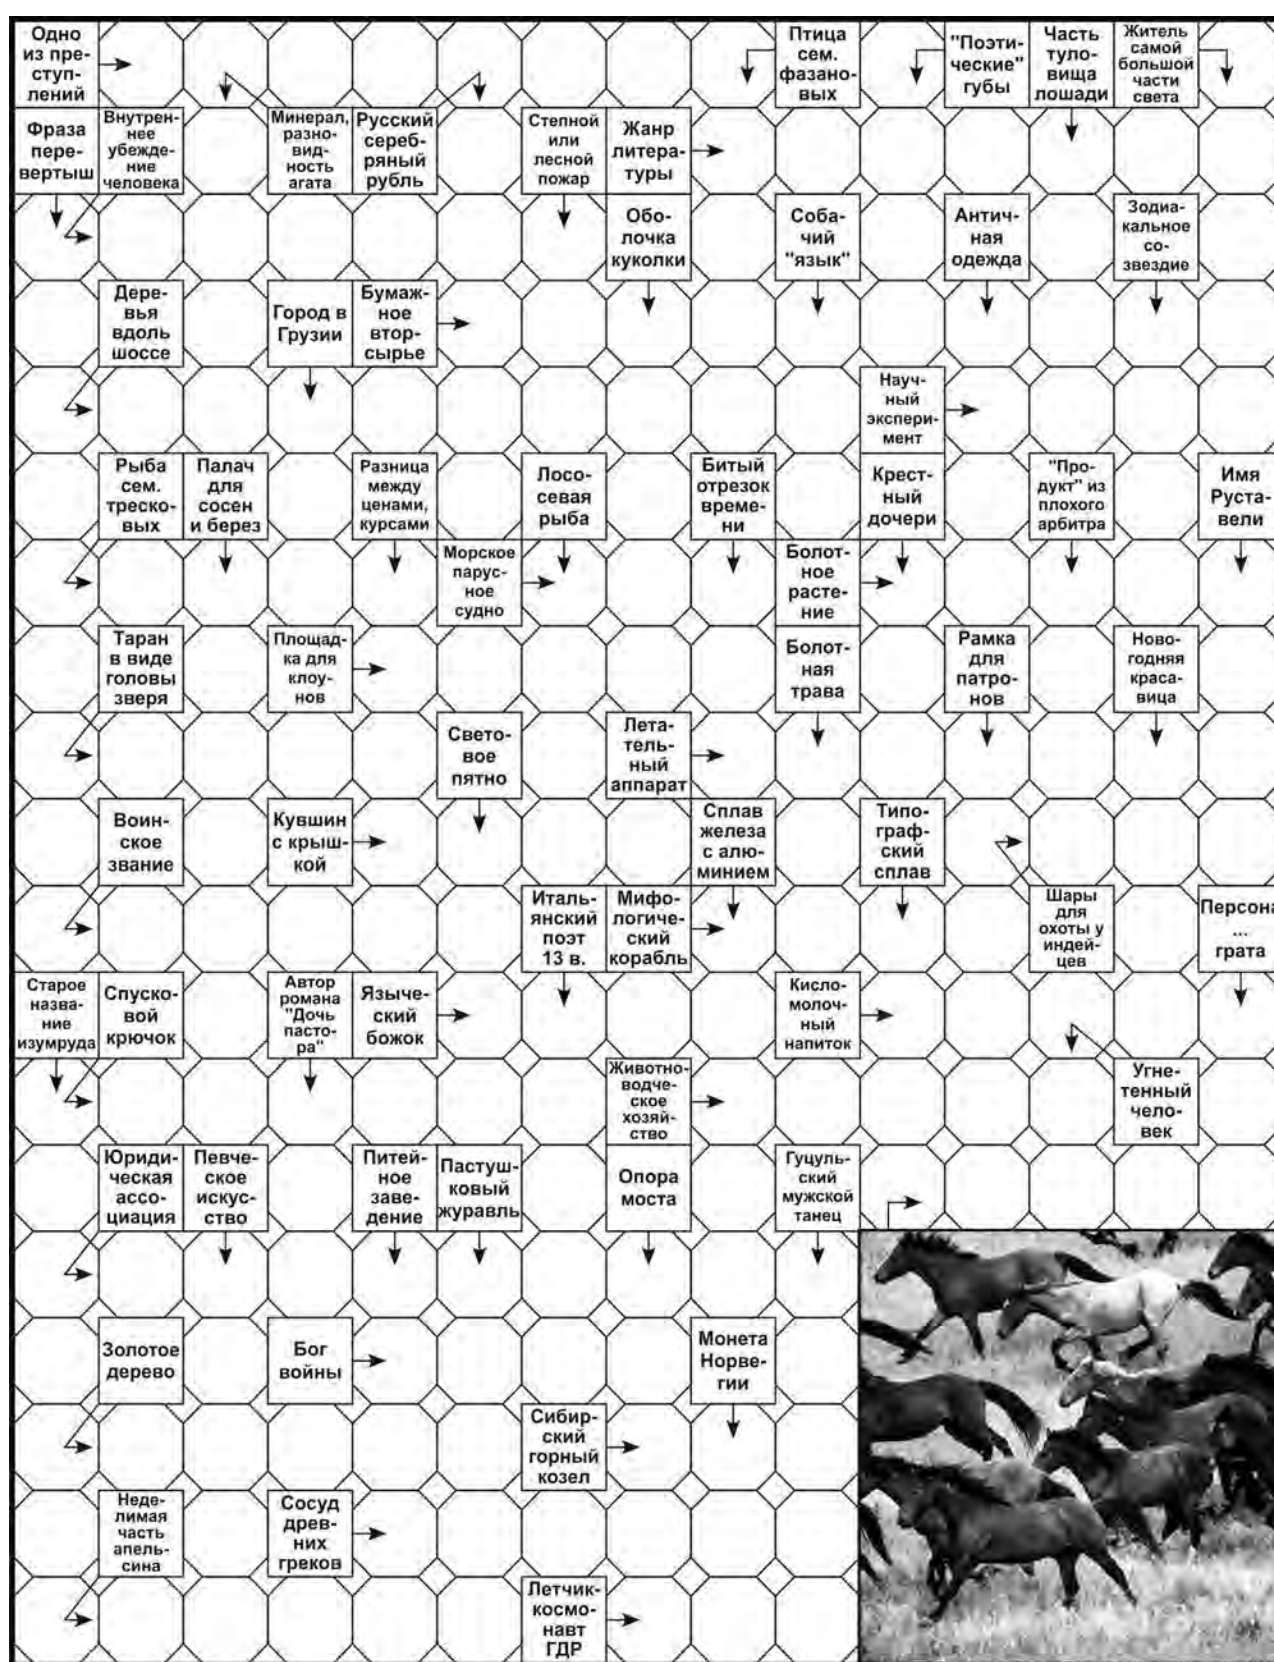 Одно
из пре-
ступ-
лений
Птица
сем.
фазано-
вых
"Поэти-
ческие"
губы
Часть
туло-
вища
лошади
Житель
самой
большой
части
света
Фраза
пере-
вертыш
Внутрен-
нее
убежде-
ние
человека
Минерал,
разно-
вид-
ность
агата
Русский
сереб-
ряный
рубль
Степной
или
лесной
пожар
Жанр
литера-
туры
Обо-
лочка
куколки
Соба-
чий
"язык"
Антич-
ная
одежда
Зодиа-
кальное
со-
звездие
Дере-
вья
вдоль
шоссе
Город в
Грузии
Бумаж-
ное
втор-
сырье
Науч-
ный
экспери-
мент
Рыба
сем.
треско-
вых
Палач
для
сосен
и берез
Разница
между
ценами,
курсами
Лосо-
севая
рыба
Битый
отрезок
време-
ни
Крест-
ный
дочери
"Про-
дукт" из
плохого
арбитра
Имя
Руста-
вели
Морское
парус-
ное
судно
Болот-
ное
расте-
ние
Таран
в виде
головы
зверя
Площад-
ка для
клоу-
нов
Болот-
ная
трава
Рамка
для
патро-
нов
Ново-
годняя
краса-
вица
Свето-
вое
пятно
Лета-
тель-
ный
аппарат
Воин-
ское
звание
Кувшин
с крыш-
кой
Сплав
железа
с алю-
минием
Типо-
граф-
ский
сплав
Италь-
янский
поэт
13 в.
Мифо-
логиче-
ский
корабль
Шары
для
охоты у
индей-
цев
Персона
...
грата
Старое
назва-
ние
изумруда
Спуско-
вой
крючок
Автор
романа
"Дочь
пасто-
ра"
Языче-
ский
божок
Кисло-
молоч-
ный
напиток
Животно-
водче-
ское
хозяй-
ство
Угне-
тенный
чело-
век
Юриди-
ческая
ассо-
циация
Певче-
ское
искус-
ство
Питей-
ное
заве-
дение
Пастуш-
ковый
журавль
Опора
моста
Гуцуль-
ский
мужской
танец
Золотое
дерево
Бог
войны
Монета
Норве-
гии
Сибир-
ский
горный
козел
Неде-
лимая
часть
апель-
сина
Сосуд
древ-
них
греков
Летчик-
космо-
навт
ГДР